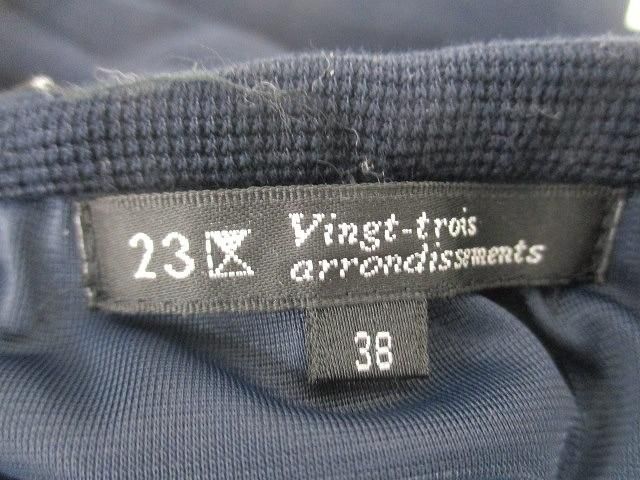 23 X Vingt-trois
arrondissements
38